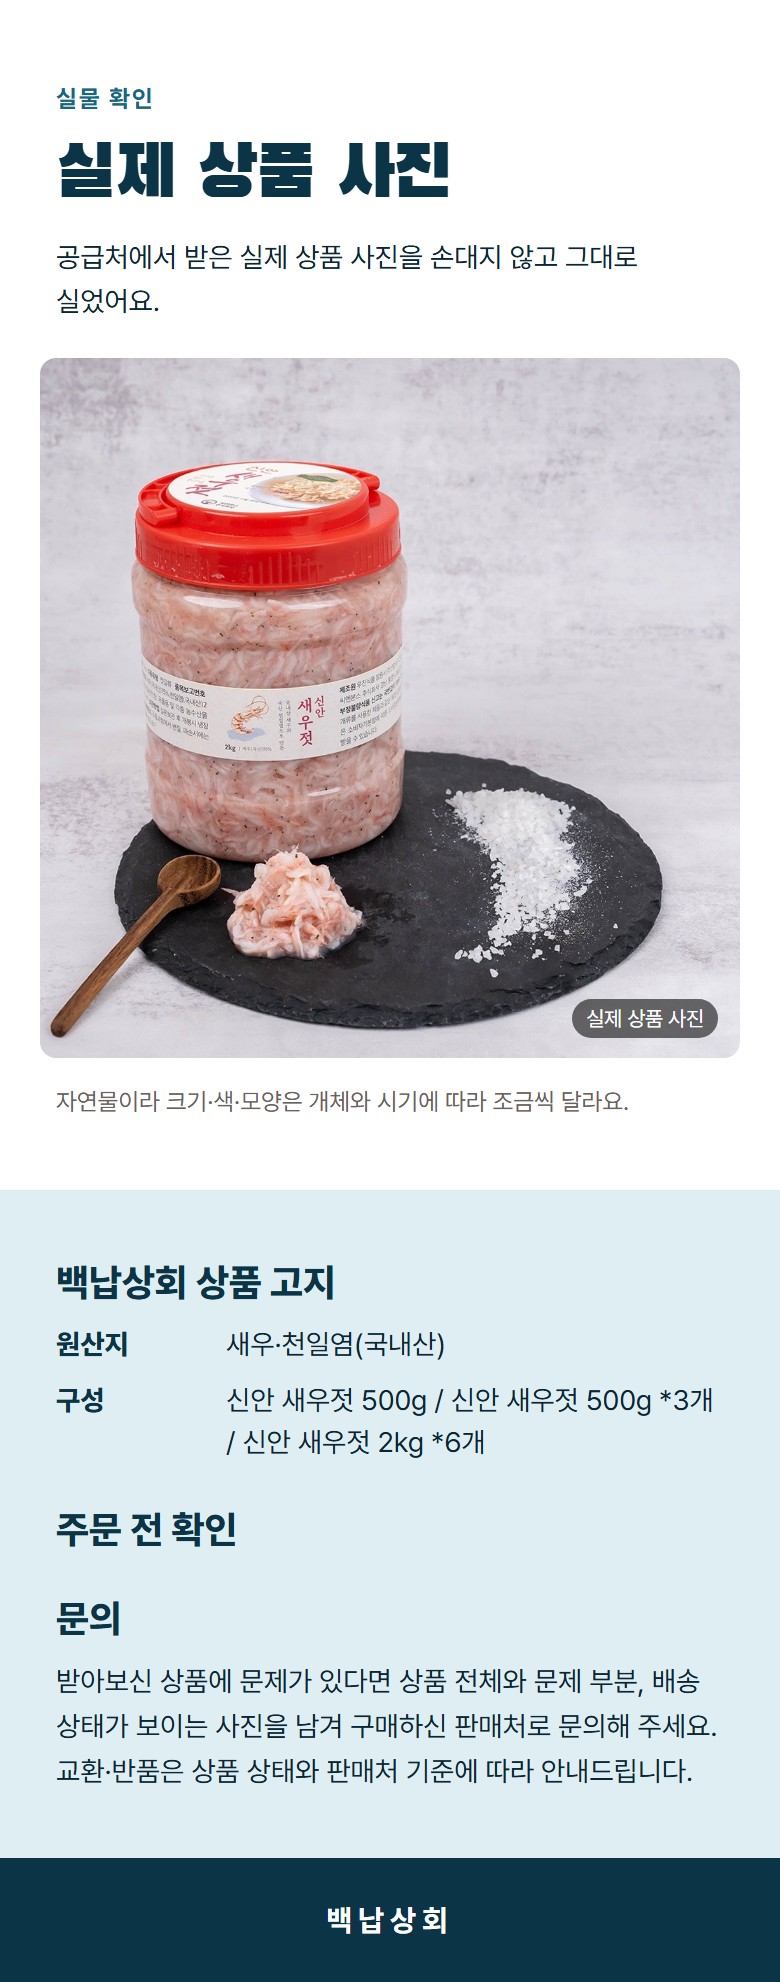 실물 확인
실제 상품 사진
공급처에서 받은 실제 상품 사진을 손대지 않고 그대로
실었어요.
품목보고번호
제조원
신안
새우젓
2kg
실제 상품 사진
자연물이라 크기·색·모양은 개체와 시기에 따라 조금씩 달라요.
백납상회 상품 고지
원산지 새우·천일염(국내산)
구성 신안 새우젓 500g / 신안 새우젓 500g *3개
/ 신안 새우젓 2kg *6개
주문 전 확인
문의
받아보신 상품에 문제가 있다면 상품 전체와 문제 부분, 배송
상태가 보이는 사진을 남겨 구매하신 판매처로 문의해 주세요.
교환·반품은 상품 상태와 판매처 기준에 따라 안내드립니다.
백납상회